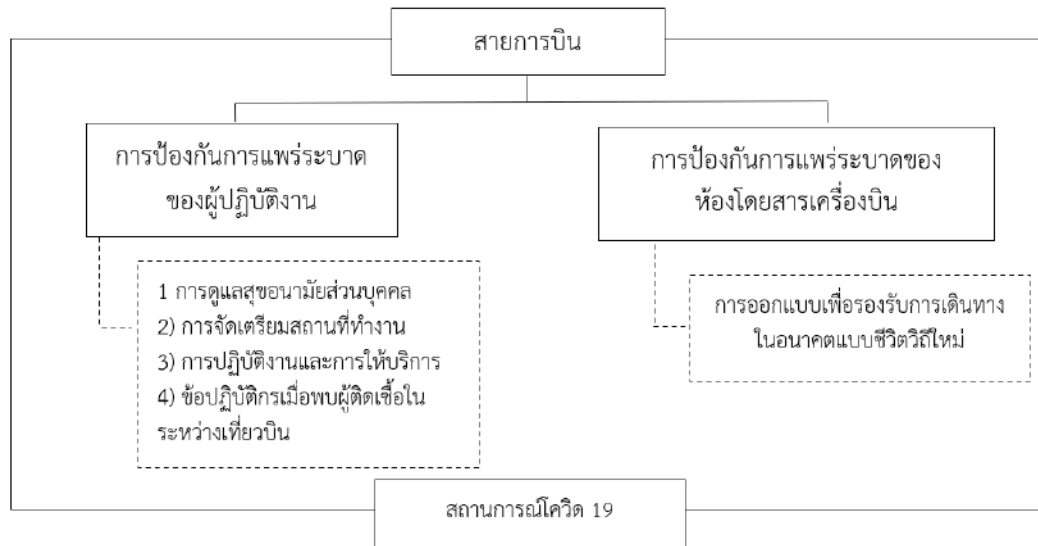 สายการบิน
การป้องกันการแพร่ระบาด
ของผู้ปฏิบัติงาน
การป้องกันการแพร่ระบาดของ
ห้องโดยสารเครื่องบิน
1 การดูแลสุขอนามัยส่วนบุคคล
2) การจัดเตรียมสถานที่ทำงาน
3) การปฏิบัติงานและการให้บริการ
4) ข้อปฏิบัติกรเมื่อพบผู้ติดเชื้อใน
ระหว่างเที่ยวบิน
การออกแบบเพื่อรองรับการเดินทาง
ในอนาคตแบบชีวิตวิถีใหม่
สถานการณ์โควิด 19